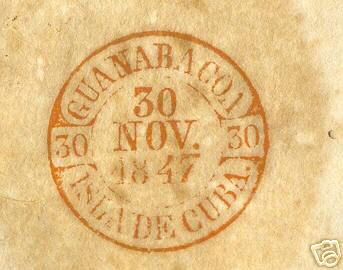 GUANABACOA
30
NOV.
1847
30
30
ISLA DE CUBA.